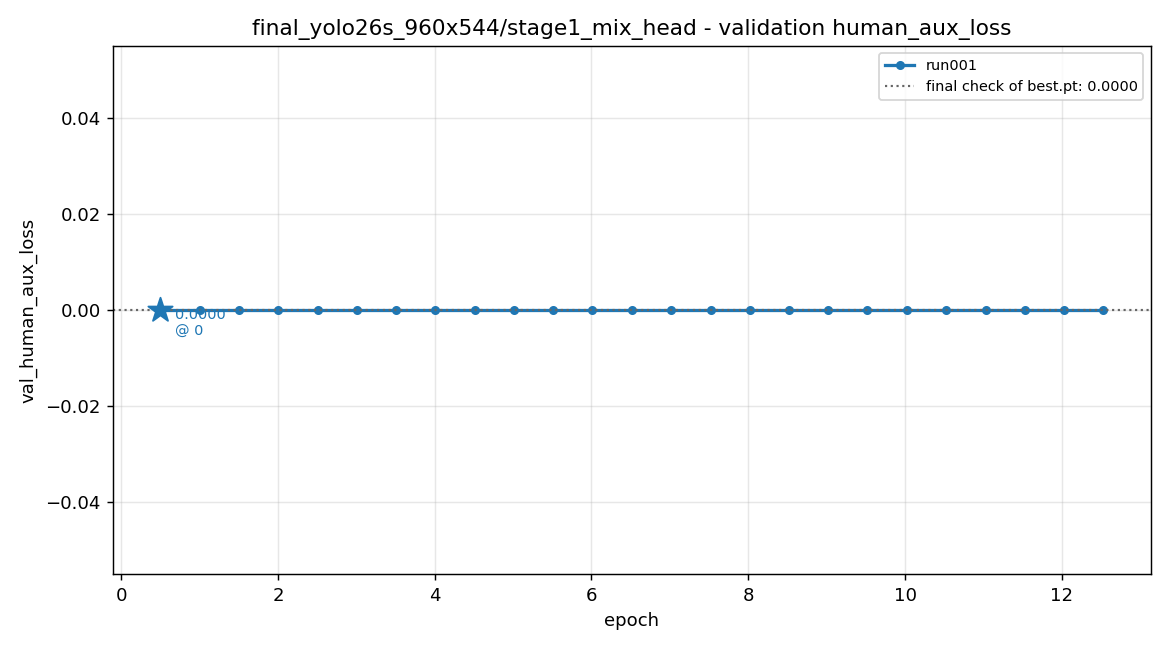 final_yolo26s_960x544/stage1_mix_head - validation human_aux_loss
run001
final check of best.pt: 0.0000
val_human_aux_loss
0.04
0.02
0.00
−0.02
−0.04
0.0000
@ 0
0 2 4 6 8 10 12
epoch